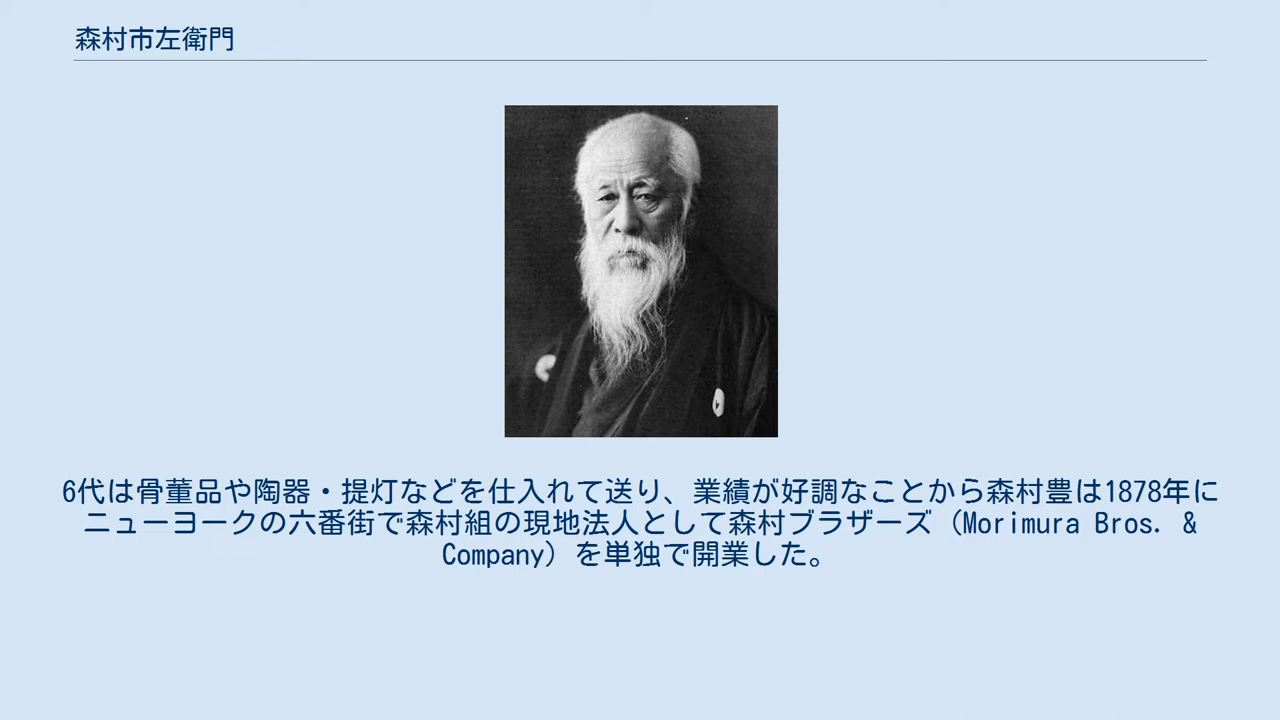 森村市左衛門
6代は骨董品や陶器・提灯などを仕入れて送り、業績が好調なことから森村豊は1878年に
ニューヨークの六番街で森村組の現地法人として森村ブラザーズ（Morimura Bros. &
Company）を単独で開業した。